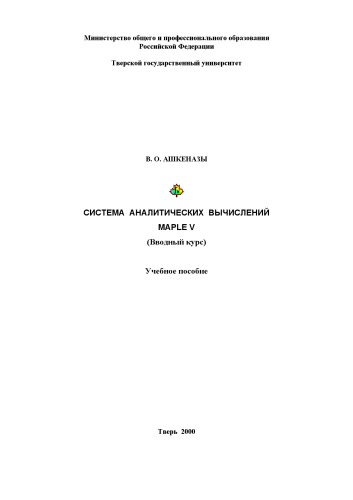 Министерство общего и профессионального образования
Российской Федерации
Тверской государственный университет
В. О. АШКЕНАЗЫ
СИСТЕМА АНАЛИТИЧЕСКИХ ВЫЧИСЛЕНИЙ
MAPLE V
(Вводный курс)
Учебное пособие
Тверь 2000